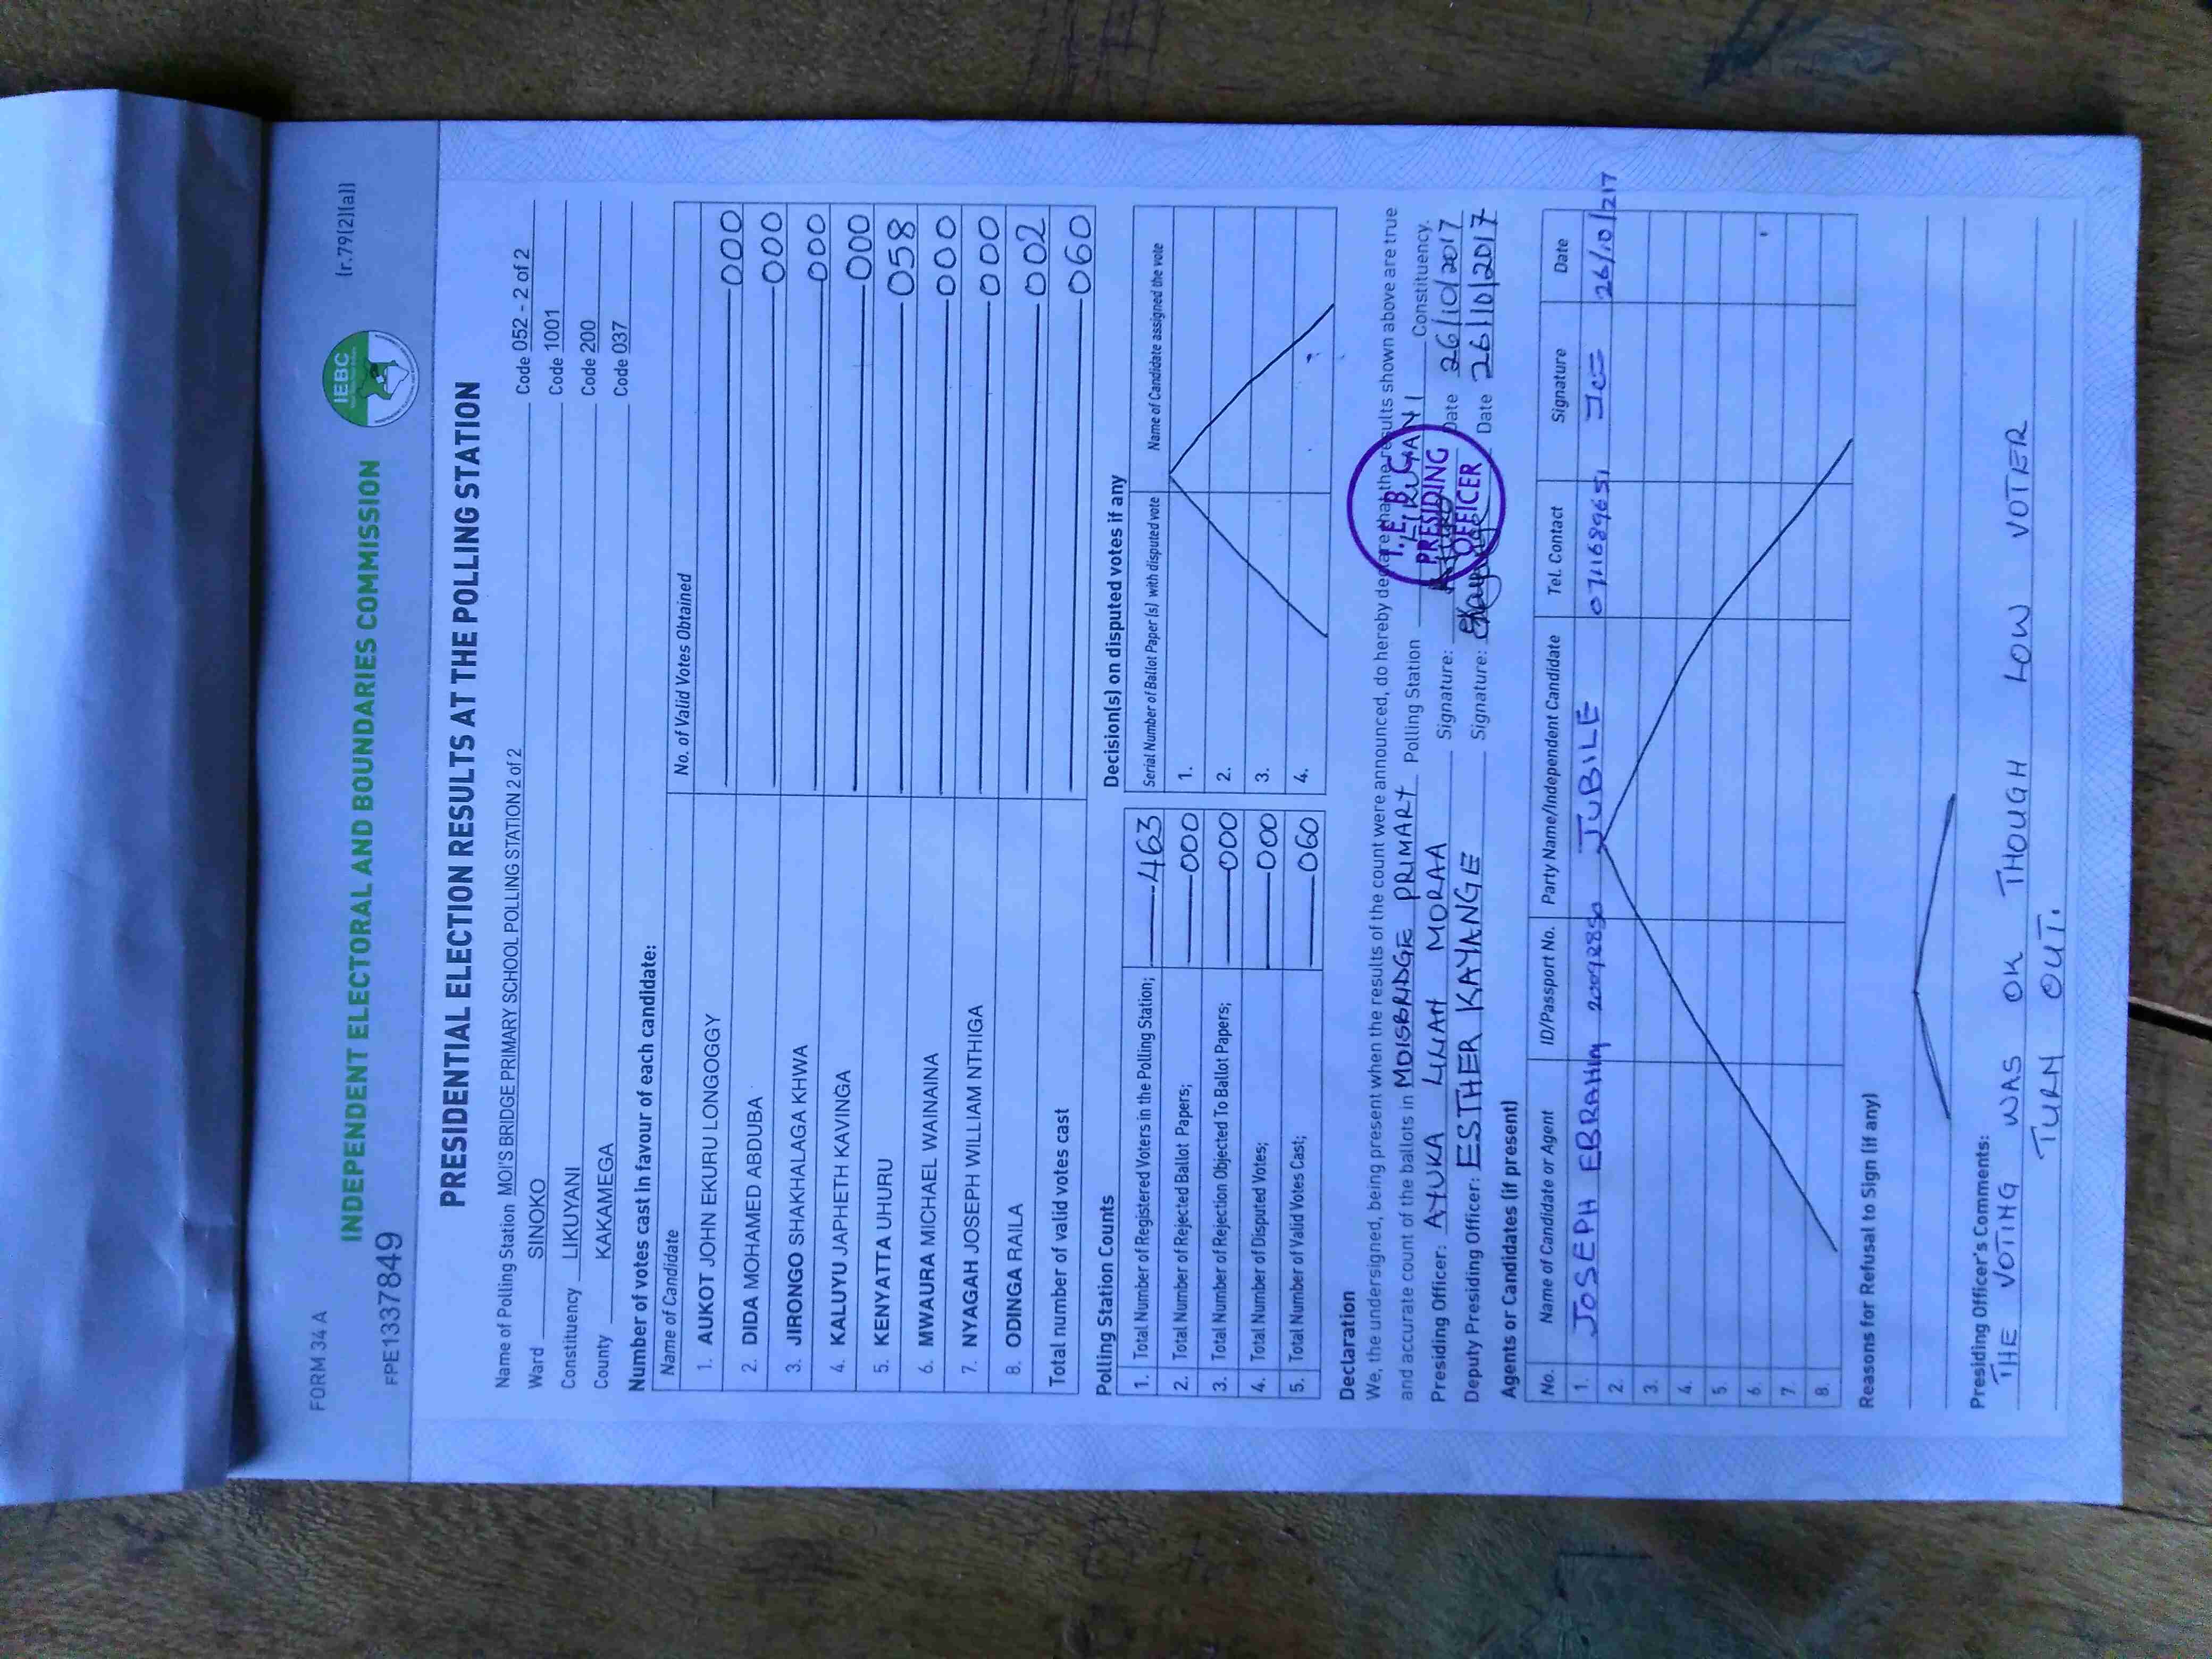 FORM 34 A
(r.79(2)(a))
IEBC
INDEPENDENT ELECTORAL AND BOUNDARIES COMMISSION
FPE1337849
PRESIDENTIAL ELECTION RESULTS AT THE POLLING STATION
Name of Polling Station MOI'S BRIDGE PRIMARY SCHOOL POLLING STATION 2 of 2 Code 052 - 2 of 2
Ward SINOKO Code 1001
Constituency LIKUYANI Code 200
County KAKAMEGA Code 037
Number of votes cast in favour of each candidate:
Name of Candidate No. of Valid Votes Obtained
1. AUKOT JOHN EKURU LONGOGGY 000
2. DIDA MOHAMED ABDUBA 000
3. JIRONGO SHAKHALAGA KHWA 000
4. KALUYU JAPHETH KAVINGA 000
5. KENYATTA UHURU 058
6. MWAURA MICHAEL WAINAINA 000
7. NYAGAH JOSEPH WILLIAM NTHIGA 000
8. ODINGA RAILA 002
Total number of valid votes cast 060
Polling Station Counts
1. Total Number of Registered Voters in the Polling Station; 463
2. Total Number of Rejected Ballot Papers; 000
3. Total Number of Rejection Objected To Ballot Papers; 000
4. Total Number of Disputed Votes; 000
5. Total Number of Valid Votes Cast; 060
Decision(s) on disputed votes if any
Serial Number of Ballot Paper (s) with disputed vote Name of Candidate assigned the vote
1.
2.
3.
4.
Declaration
We, the undersigned, being present when the results of the count were announced, do hereby declare that the results shown above are true
and accurate count of the ballots in MOISBRIDGE PRIMARY Polling Station Constituency.
Presiding Officer: AYUKA LILIAN MORAA Signature: Date 26/10/2017
Deputy Presiding Officer: ESTHER KAYANGE Signature: Kayange Date 26/10/2017
I.E.B.C
PRESIDING
OFFICER
Agents or Candidates (if present)
No. Name of Candidate or Agent ID/Passport No. Party Name/Independent Candidate Tel. Contact Signature Date
1. JOSEPH EBRAHIM JUBILE 26/10/217
2.
3.
4.
5.
6.
7.
8.
Reasons for Refusal to Sign (if any)
Presiding Officer's Comments:
THE VOTING WAS OK THOUGH LOW VOTER
TURN OUT.